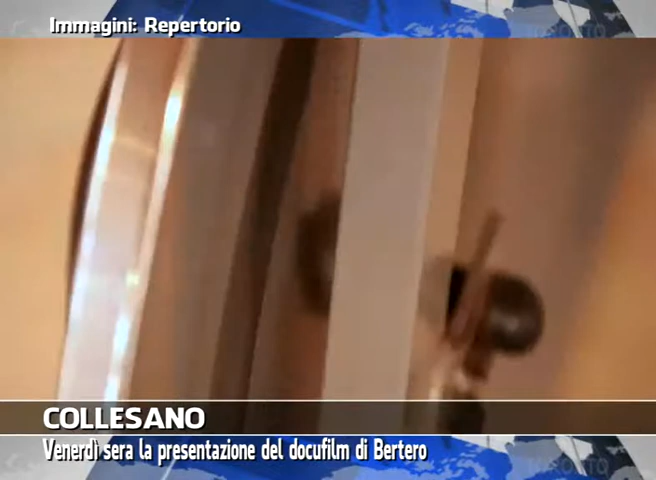 Immagini: Repertorio
COLLESANO
Venerdì sera la presentazione del docufilm di Bertero